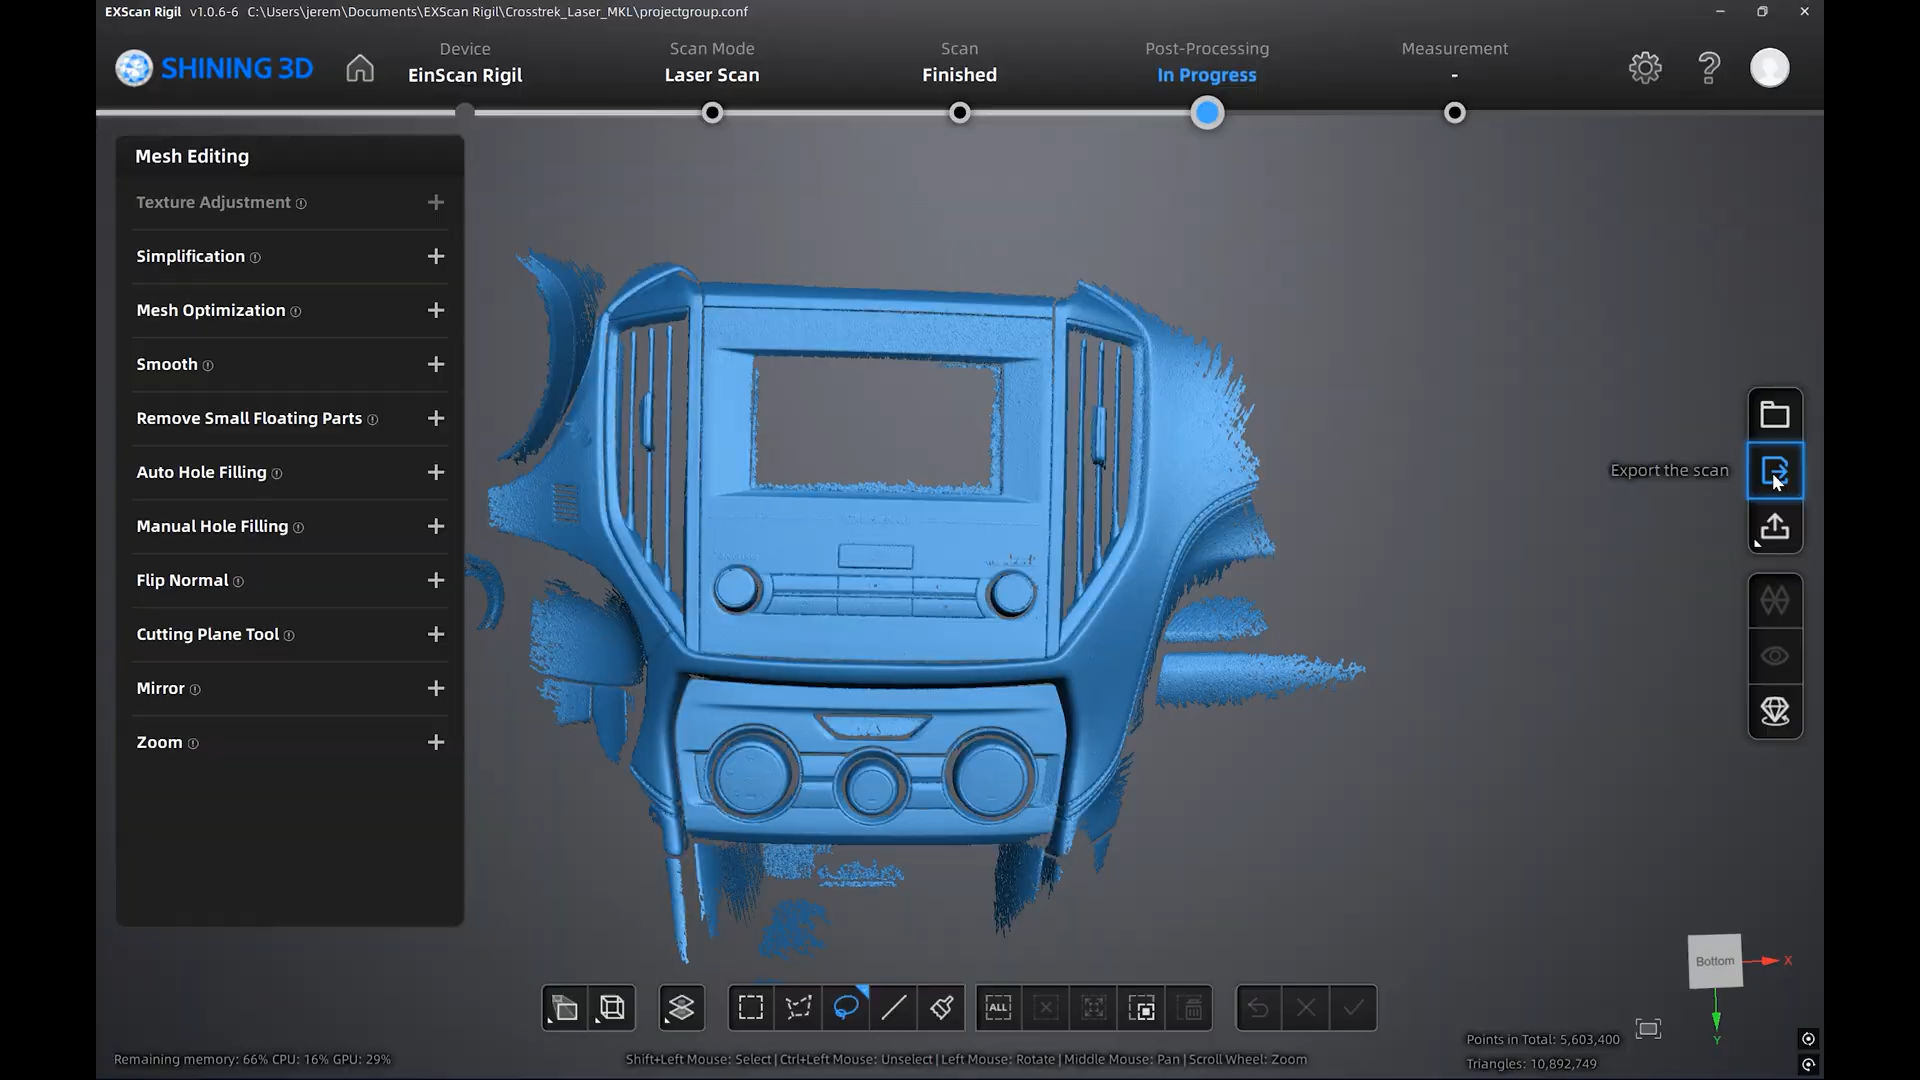 EXScan Rigil v1.0.6-6 C:\Users\jerem\Documents\EXScan Rigil\Crosstrek_Laser_MKL\projectgroup.conf
SHINING 3D
Device
EinScan Rigil
Scan Mode
Laser Scan
Scan
Finished
Post-Processing
In Progress
Measurement
-
Mesh Editing
Texture Adjustment
Simplification
Mesh Optimization
Smooth
Remove Small Floating Parts
Auto Hole Filling
Manual Hole Filling
Flip Normal
Cutting Plane Tool
Mirror
Zoom
Export the scan
Bottom
X
Y
ALL
Points in Total: 5,603,400
Triangles: 10,892,749
Remaining memory: 66% CPU: 16% GPU: 29%
Shift+Left Mouse: Select | Ctrl+Left Mouse: Unselect | Left Mouse: Rotate | Middle Mouse: Pan | Scroll Wheel: Zoom